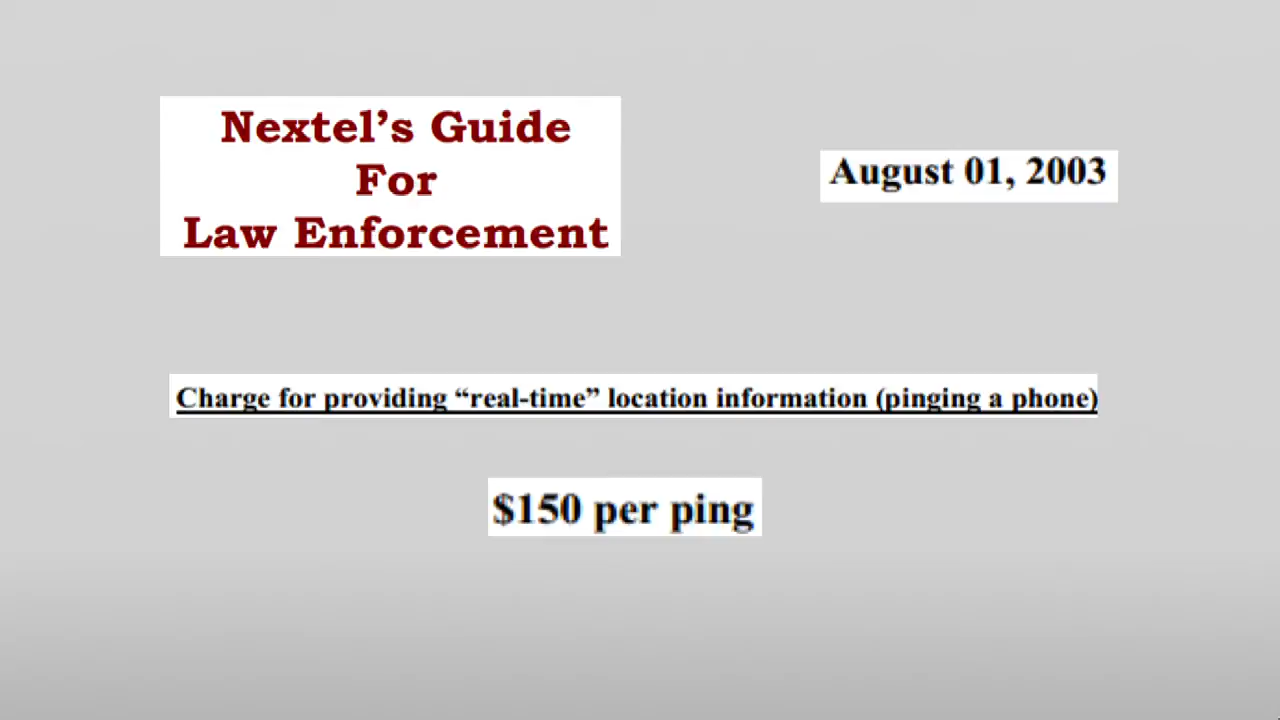 Nextel’s Guide
For
Law Enforcement
August 01, 2003
Charge for providing “real-time” location information (pinging a phone)
$150 per ping